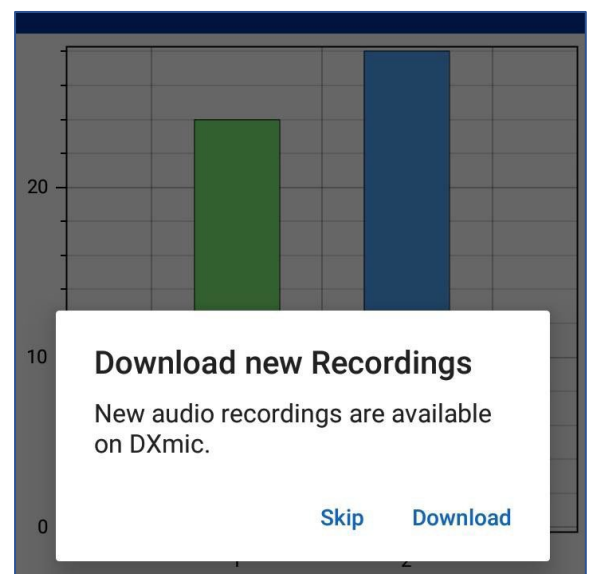 20
10
Download new Recordings
New audio recordings are available
on DXmic.
Skip Download
0